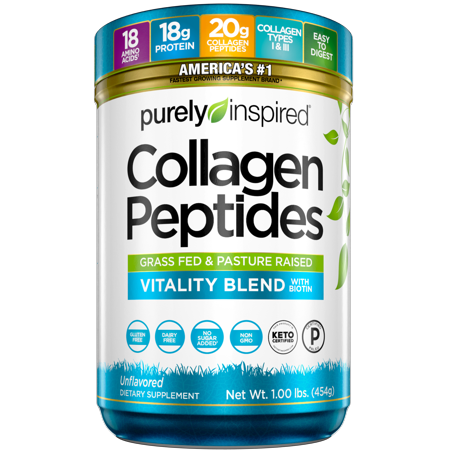 18
AMINO
ACIDS
18g
PROTEIN
20g
COLLAGEN
PEPTIDES
COLLAGEN
TYPES
I & III
EASY
TO
DIGEST
AMERICA'S #1
FASTEST GROWING SUPPLEMENT BRAND
purely inspired®
Collagen
Peptides
GRASS FED & PASTURE RAISED
VITALITY BLEND WITH BIOTIN
GLUTEN
FREE
DAIRY
FREE
NO
SUGAR
ADDED
NON
GMO
KETO
CERTIFIED
P
Unflavored
DIETARY SUPPLEMENT
Net Wt. 1.00 lbs. (454g)